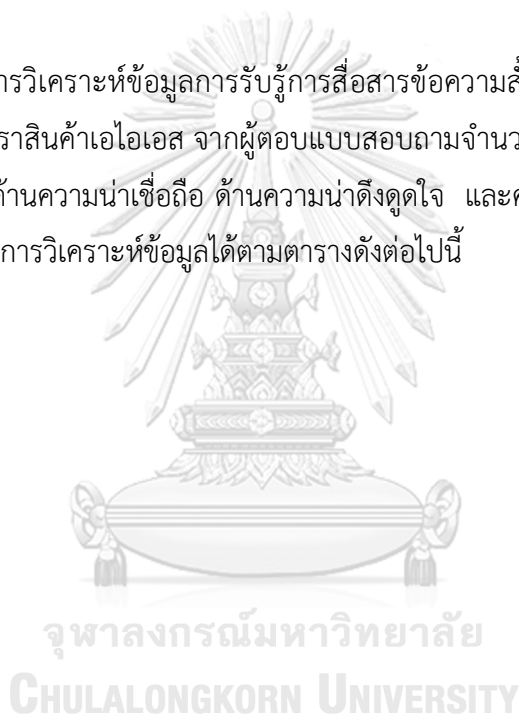 การวิเคราะห์ข้อมูลการรับรู้การสื่อสารข้อความสั้
ราสินค้าเอไอเอส จากผู้ตอบแบบสอบถามจำนว
ด้านความน่าเชื่อถือ ด้านความน่าดึงดูดใจ และค
การวิเคราะห์ข้อมูลได้ตามตารางดังต่อไปนี้
จุฬาลงกรณ์มหาวิทยาลัย
CHULALONGKORN UNIVERSITY